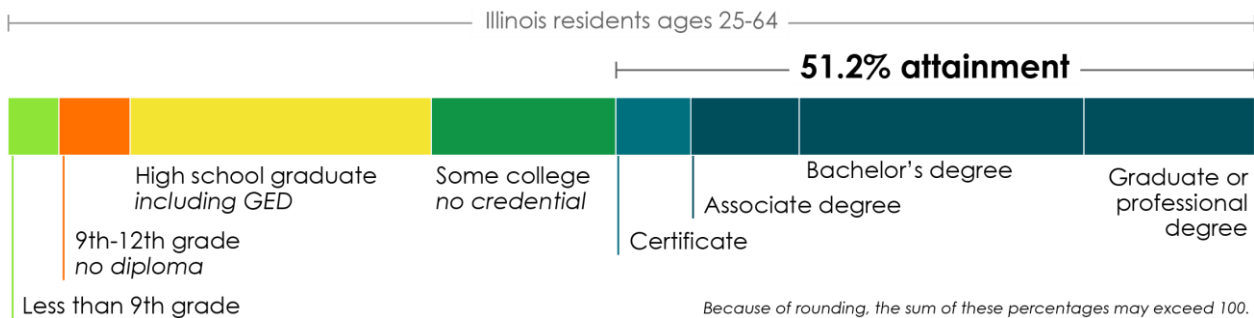 Illinois residents ages 25-64
51.2% attainment
High school graduate
including GED
Some college
no credential
Bachelor's degree
Graduate or
professional
degree
Associate degree
9th-12th grade
no diploma
Certificate
Less than 9th grade
Because of rounding, the sum of these percentages may exceed 100.